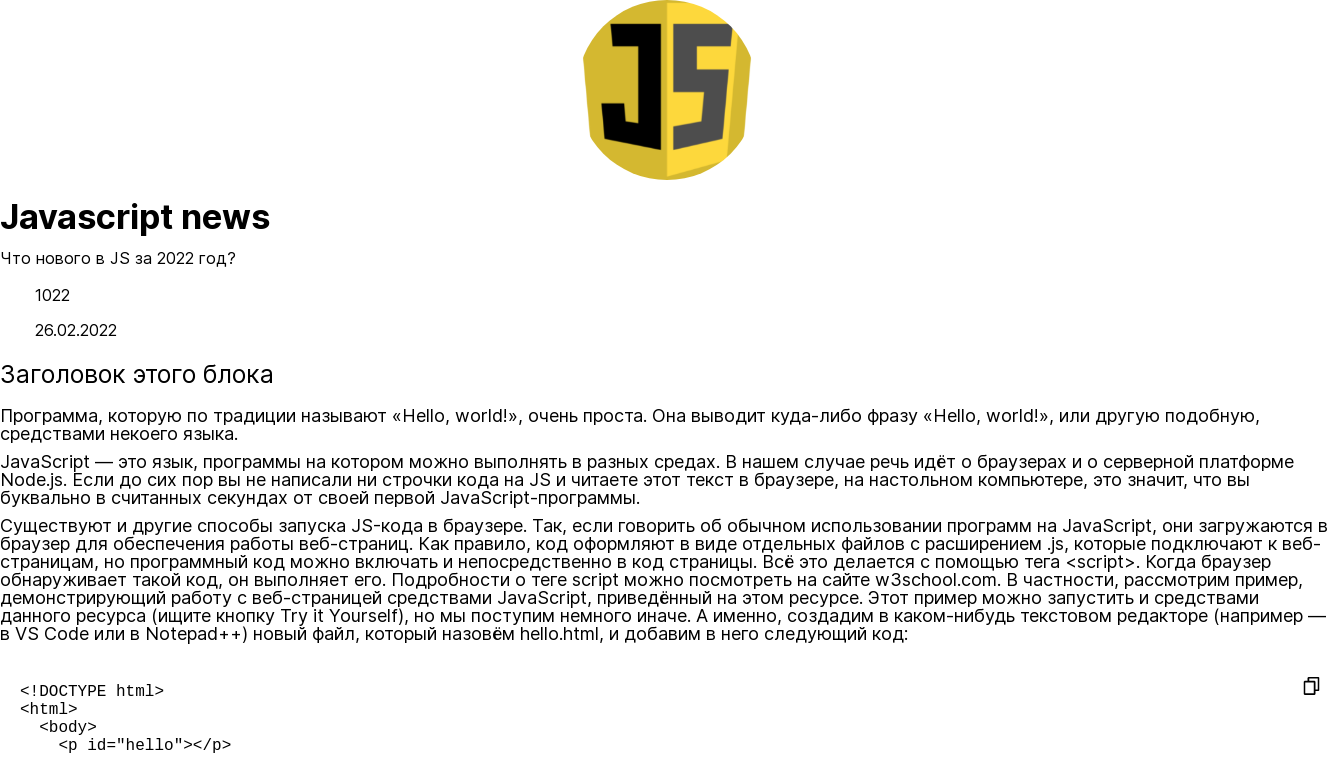 JS
Javascript news
Что нового в JS за 2022 год?
1022
26.02.2022
Заголовок этого блока
Программа, которую по традиции называют «Hello, world!», очень проста. Она выводит куда-либо фразу «Hello, world!», или другую подобную,
средствами некоего языка.
JavaScript — это язык, программы на котором можно выполнять в разных средах. В нашем случае речь идёт о браузерах и о серверной платформе
Node.js. Если до сих пор вы не написали ни строчки кода на JS и читаете этот текст в браузере, на настольном компьютере, это значит, что вы
буквально в считанных секундах от своей первой JavaScript-программы.
Существуют и другие способы запуска JS-кода в браузере. Так, если говорить об обычном использовании программ на JavaScript, они загружаются в
браузер для обеспечения работы веб-страниц. Как правило, код оформляют в виде отдельных файлов с расширением .js, которые подключают к веб-
страницам, но программный код можно включать и непосредственно в код страницы. Всё это делается с помощью тега <script>. Когда браузер
обнаруживает такой код, он выполняет его. Подробности о теге script можно посмотреть на сайте w3school.com. В частности, рассмотрим пример,
демонстрирующий работу с веб-страницей средствами JavaScript, приведённый на этом ресурсе. Этот пример можно запустить и средствами
данного ресурса (ищите кнопку Try it Yourself), но мы поступим немного иначе. А именно, создадим в каком-нибудь текстовом редакторе (например —
в VS Code или в Notepad++) новый файл, который назовём hello.html, и добавим в него следующий код:
<!DOCTYPE html>
<html>
<body>
<p id="hello"></p>